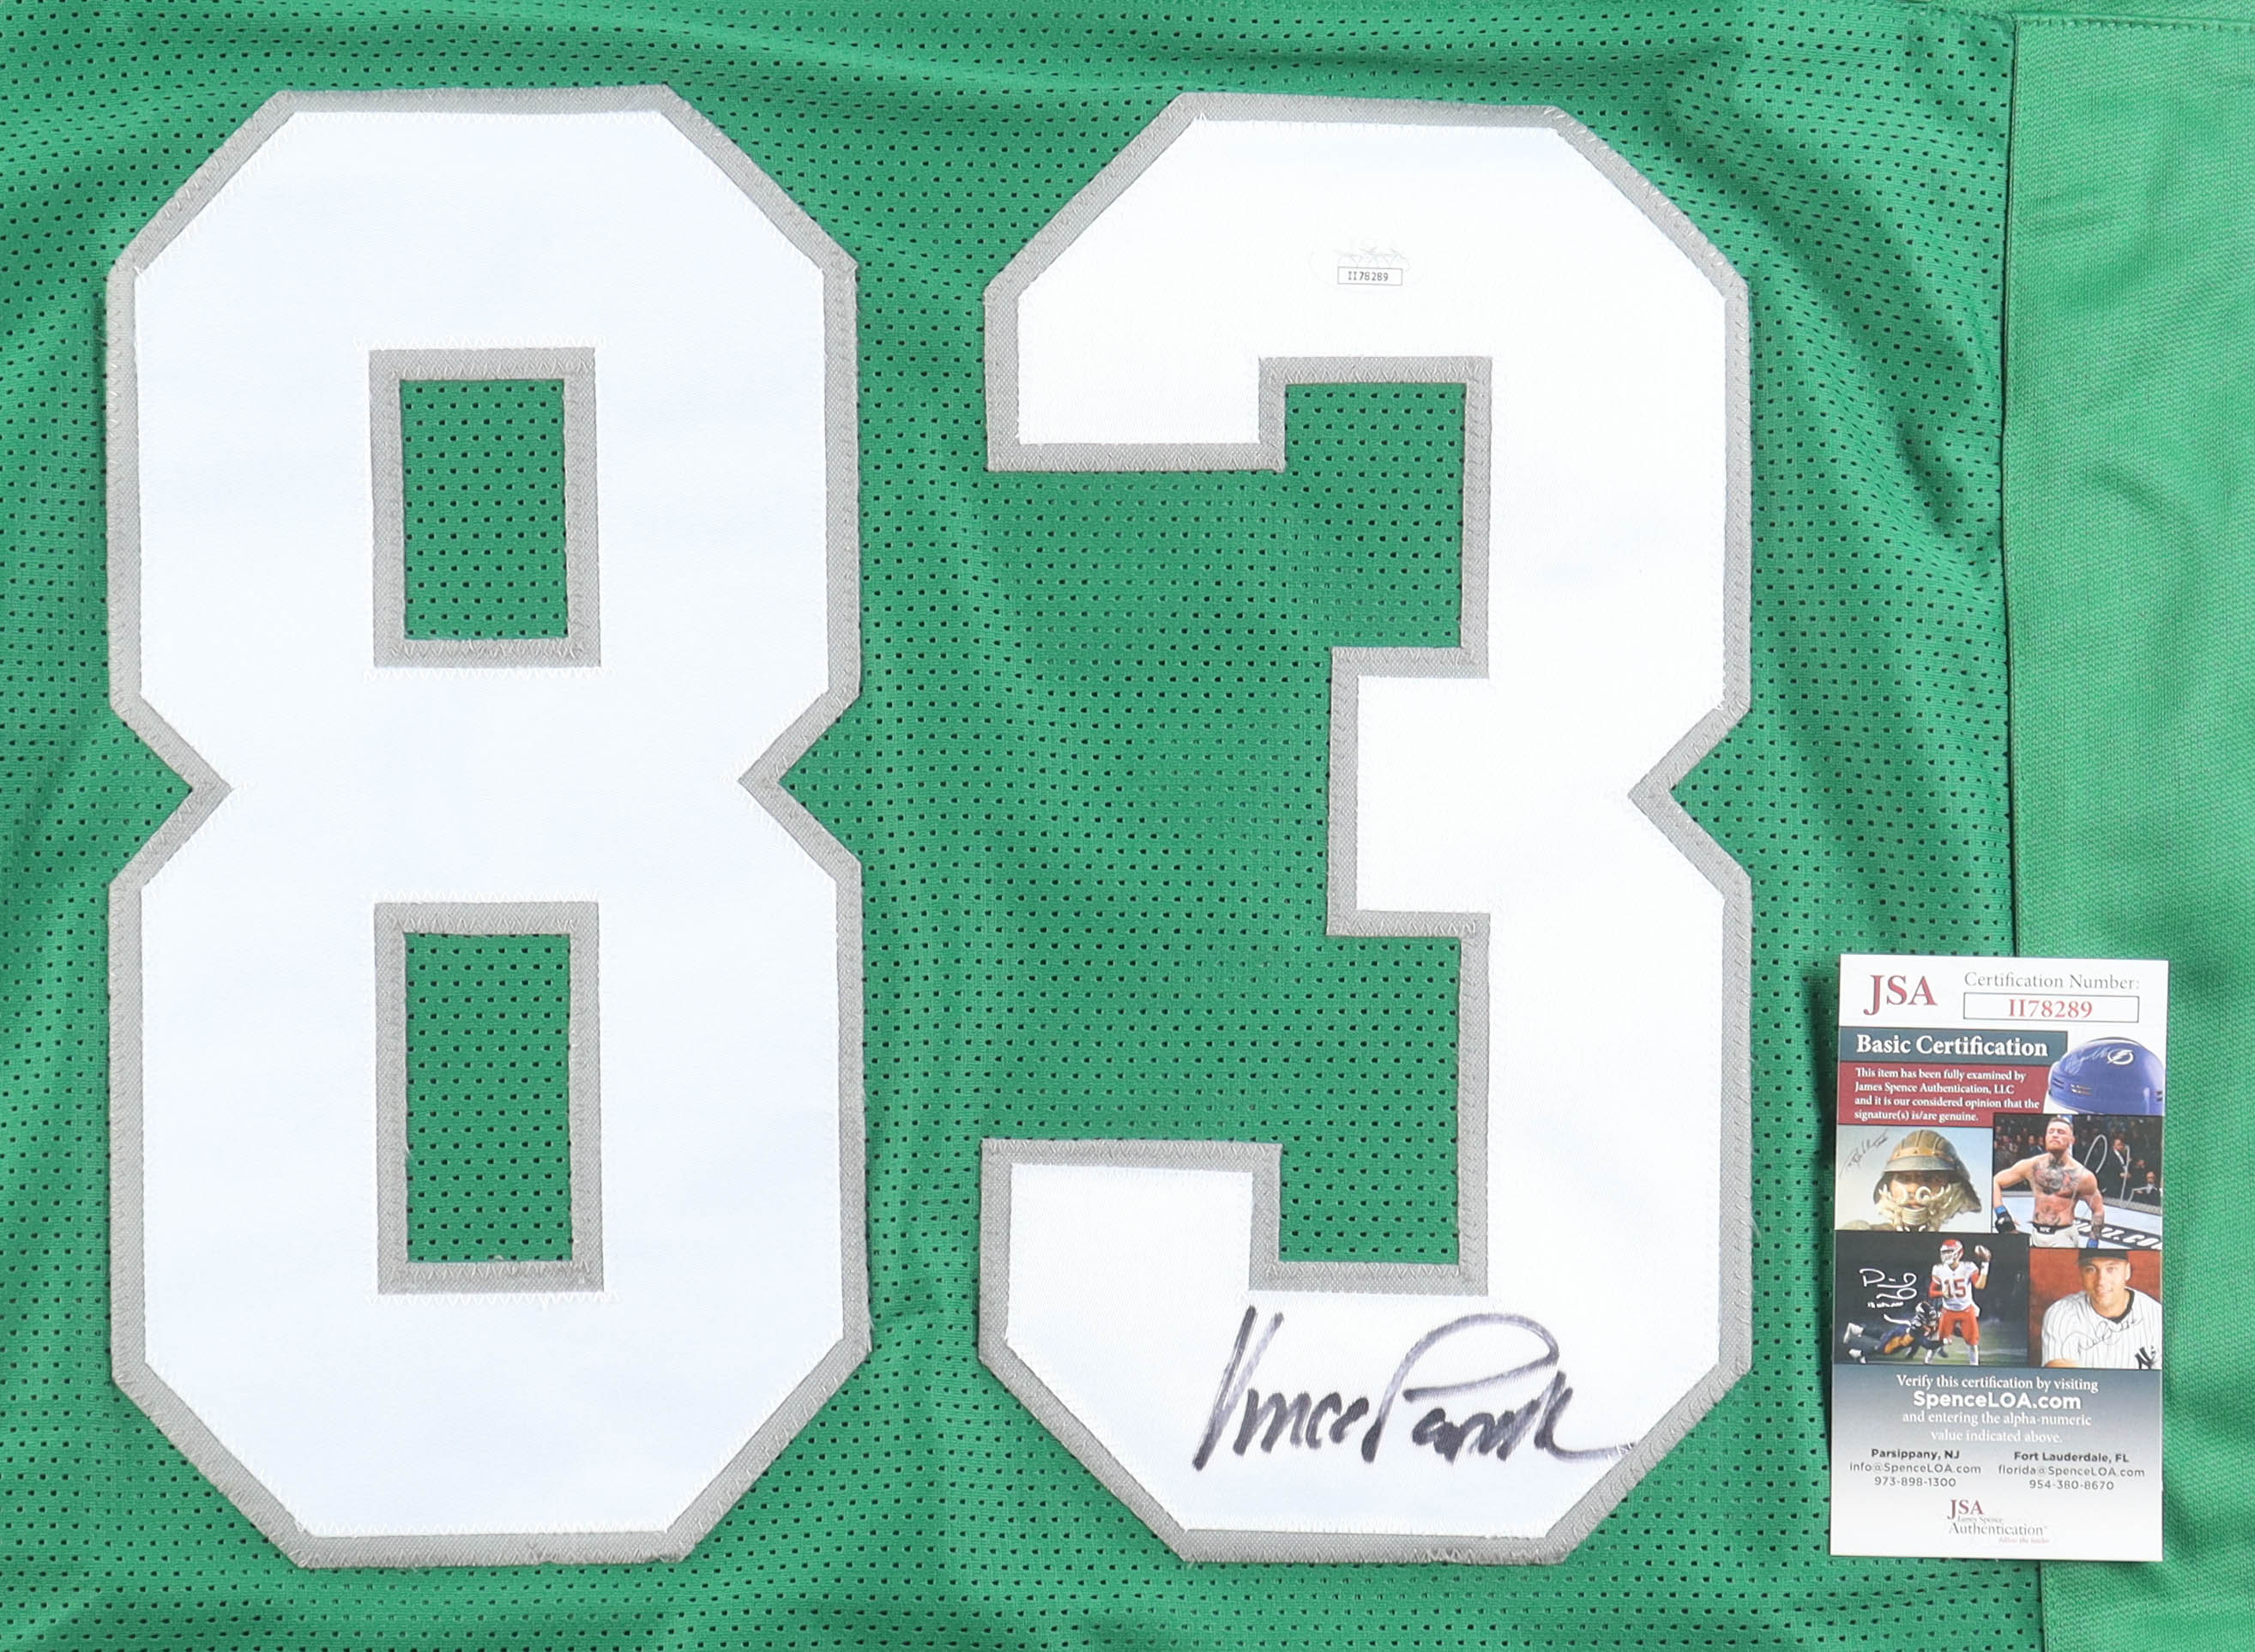 83
II78289
Vince Papale
JSA
Certification Number:
II78289
Basic Certification
This item has been fully examined by
James Spence Authentication, LLC
and it is our considered opinion that the
signature(s) is/are genuine.
15
Verify this certification by visiting
SpenceLOA.com
and entering the alpha-numeric
value indicated above.
Parsippany, NJ
info@SpenceLOA.com
973-898-1300
Fort Lauderdale, FL
florida@SpenceLOA.com
954-380-8670
JSA
James Spence
Authentication